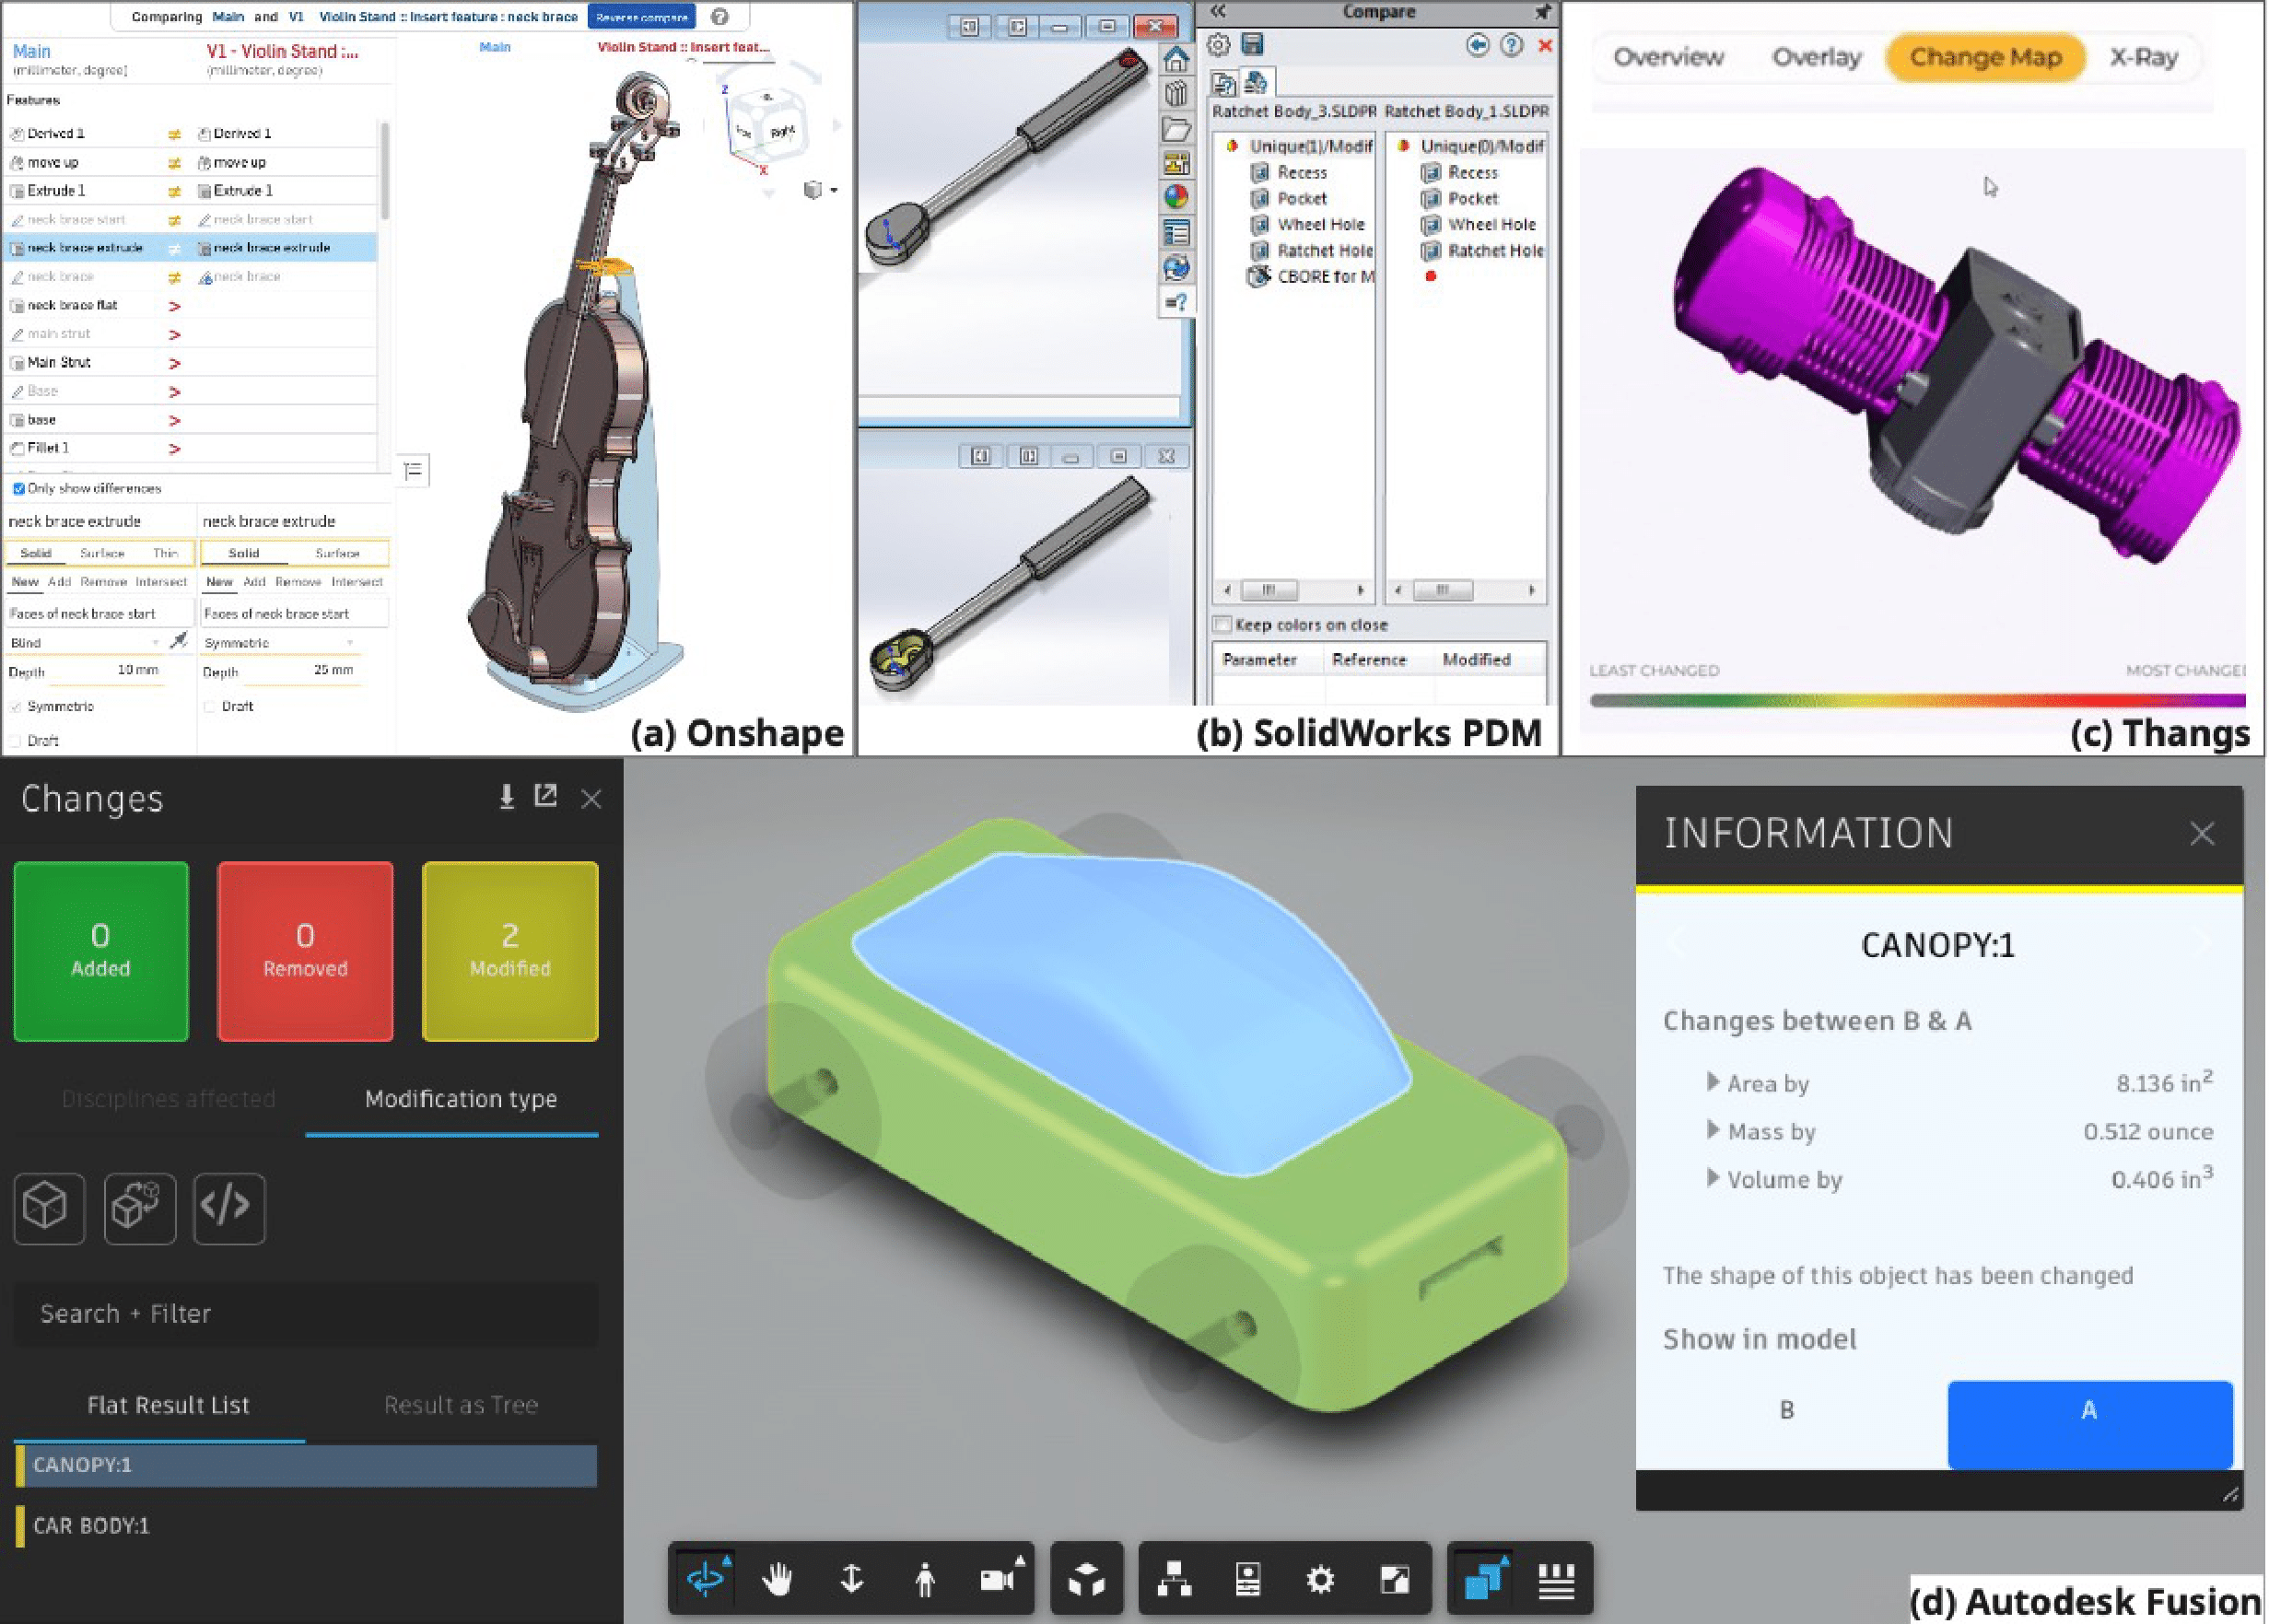 Comparing Main and V1 Violin Stand :: Insert feature : neck brace Reverse compare ?
Main V1 - Violin Stand :...
(millimeter, degree) (millimeter, degree)
Features
Derived 1 Derived 1
move up move up
Extrude 1 Extrude 1
neck brace start neck brace start
neck brace extrude neck brace extrude
neck brace neck brace
neck brace flat >
main strut >
Main Strut >
Base >
base >
Fillet 1 >
Only show differences
neck brace extrude neck brace extrude
Solid Surface Thin Solid Surface
New Add Remove Intersect New Add Remove Intersect
Faces of neck brace start Faces of neck brace start
Blind Symmetric
Depth 10 mm Depth 25 mm
Symmetric Draft
Draft
Main Violin Stand :: Insert feat...
Z
Right
X
(a) Onshape
Compare
Ratchet Body_3.SLDPR Ratchet Body_1.SLDPR
Unique(1)/Modif Unique(0)/Modif
Recess Recess
Pocket Pocket
Wheel Hole Wheel Hole
Ratchet Hole Ratchet Hole
CBORE for M
Keep colors on close
Parameter Reference Modified
(b) SolidWorks PDM
Overview Overlay Change Map X-Ray
LEAST CHANGED MOST CHANGED
(c) Thangs
Changes
0 0 2
Added Removed Modified
Disciplines affected Modification type
</>
Search + Filter
Flat Result List Result as Tree
CANOPY:1
CAR BODY:1
INFORMATION
CANOPY:1
Changes between B & A
Area by 8.136 in²
Mass by 0.512 ounce
Volume by 0.406 in³
The shape of this object has been changed
Show in model
B A
(d) Autodesk Fusion